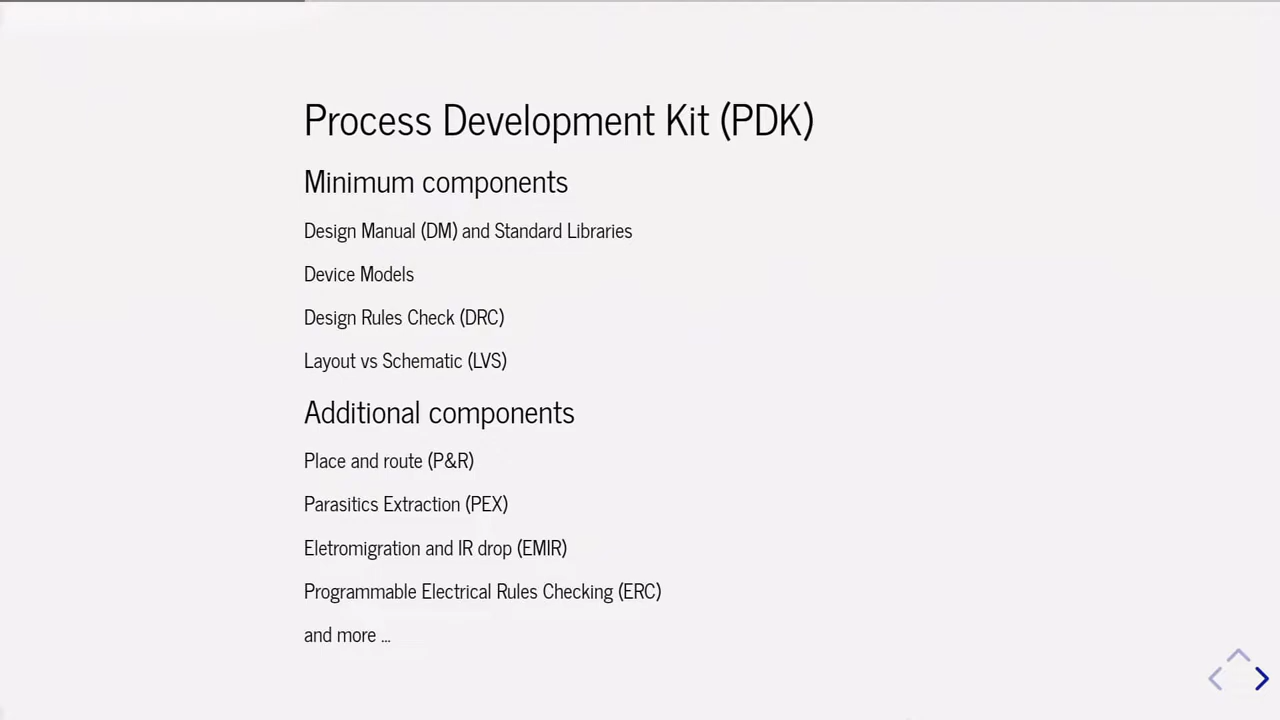 Process Development Kit (PDK)
Minimum components
Design Manual (DM) and Standard Libraries
Device Models
Design Rules Check (DRC)
Layout vs Schematic (LVS)
Additional components
Place and route (P&R)
Parasitics Extraction (PEX)
Eletromigration and IR drop (EMIR)
Programmable Electrical Rules Checking (ERC)
and more ...